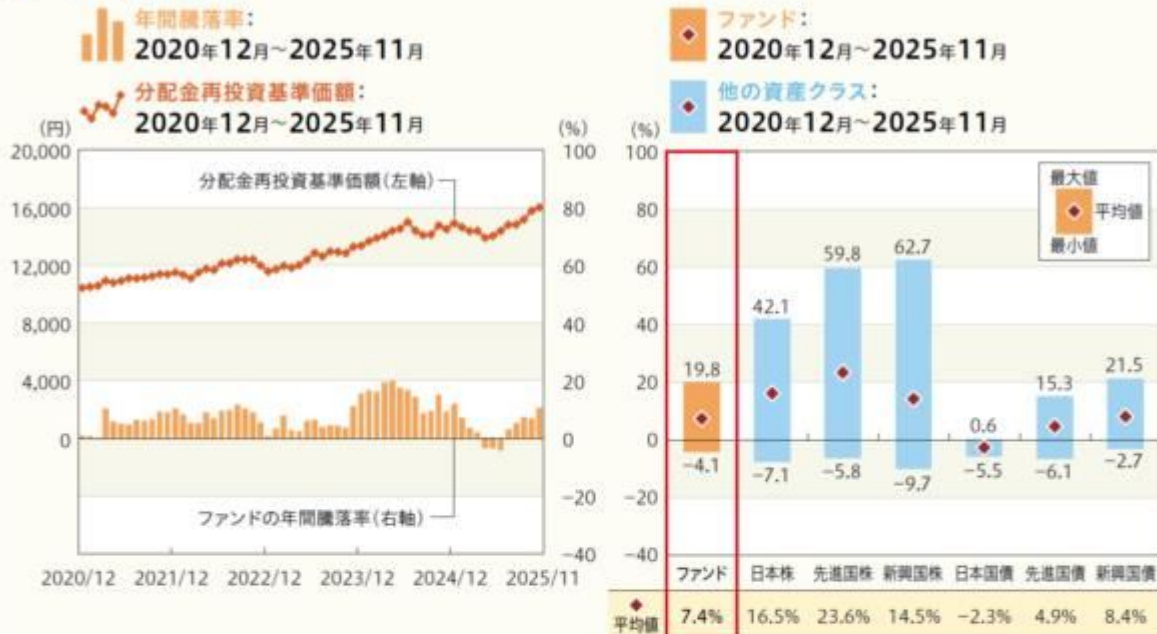 年間騰落率:
2020年12月~2025年11月
分配金再投資基準価額:
2020年12月~2025年11月
(円)
(%)
20,000
16,000
12,000
8,000
4,000
0
100
80
60
40
20
0
−20
−40
分配金再投資基準価額(左軸)
ファンドの年間騰落率(右軸)
2020/12 2021/12 2022/12 2023/12 2024/12 2025/11
ファンド:
2020年12月~2025年11月
他の資産クラス:
2020年12月~2025年11月
(%)
100
80
60
40
20
0
−20
−40
最大値
平均値
最小値
19.8 42.1 59.8 62.7 0.6 15.3 21.5
−4.1 −7.1 −5.8 −9.7 −5.5 −6.1 −2.7
ファンド 日本株 先進国株 新興国株 日本国債 先進国債 新興国債
平均値 7.4% 16.5% 23.6% 14.5% −2.3% 4.9% 8.4%